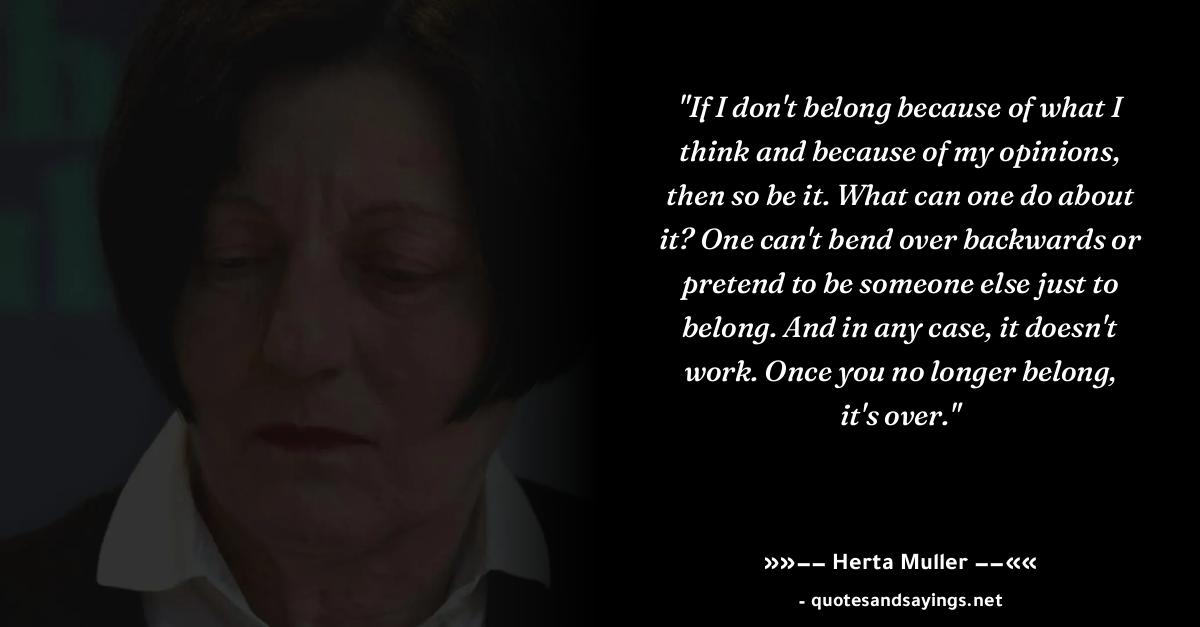 "If I don't belong because of what I
think and because of my opinions,
then so be it. What can one do about
it? One can't bend over backwards or
pretend to be someone else just to
belong. And in any case, it doesn't
work. Once you no longer belong,
it's over."
»»–– Herta Muller ––««
- quotesandsayings.net